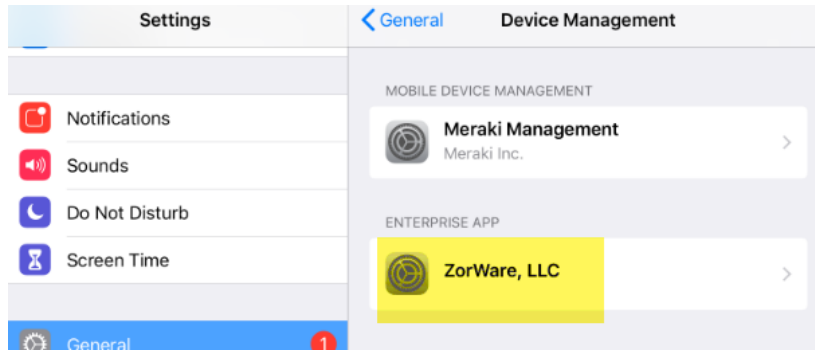 Settings
Notifications
Sounds
Do Not Disturb
Screen Time
General
1
General
Device Management
MOBILE DEVICE MANAGEMENT
Meraki Management
Meraki Inc.
ENTERPRISE APP
ZorWare, LLC